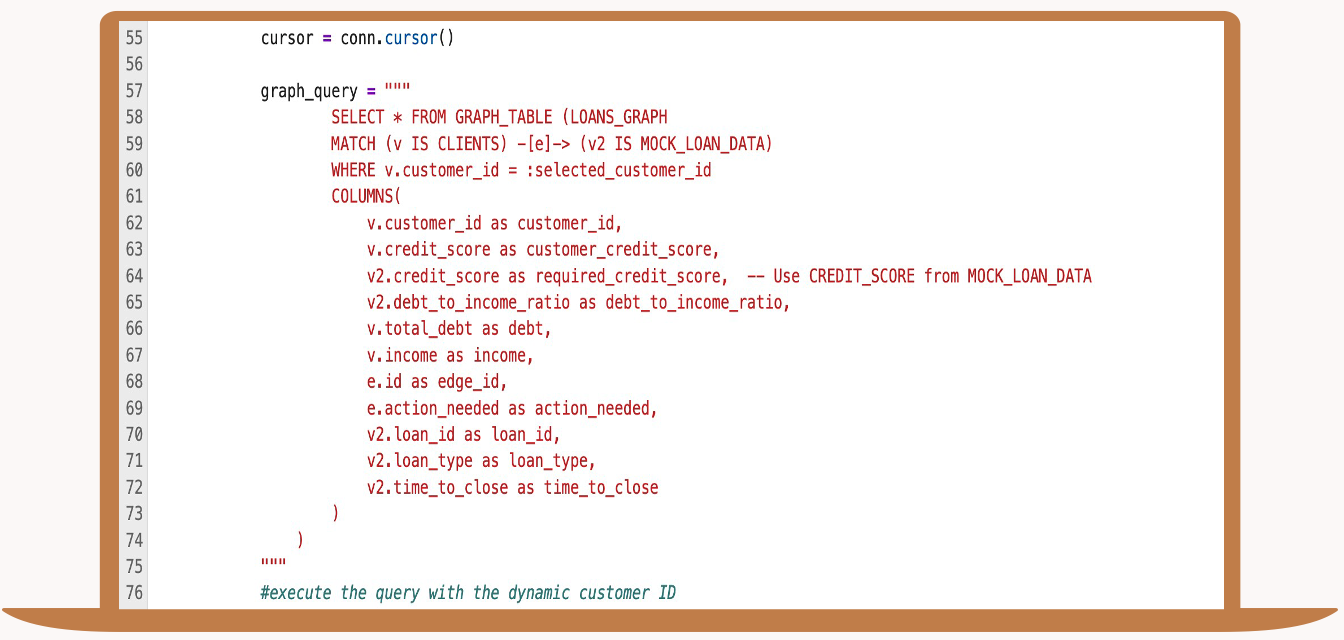 55 cursor = conn.cursor()
56
57 graph_query = """
58 SELECT * FROM GRAPH_TABLE (LOANS_GRAPH
59 MATCH (v IS CLIENTS) -[e]-> (v2 IS MOCK_LOAN_DATA)
60 WHERE v.customer_id = :selected_customer_id
61 COLUMNS(
62 v.customer_id as customer_id,
63 v.credit_score as customer_credit_score,
64 v2.credit_score as required_credit_score, -- Use CREDIT_SCORE from MOCK_LOAN_DATA
65 v2.debt_to_income_ratio as debt_to_income_ratio,
66 v.total_debt as debt,
67 v.income as income,
68 e.id as edge_id,
69 e.action_needed as action_needed,
70 v2.loan_id as loan_id,
71 v2.loan_type as loan_type,
72 v2.time_to_close as time_to_close
73 )
74 )
75 """
76 #execute the query with the dynamic customer ID